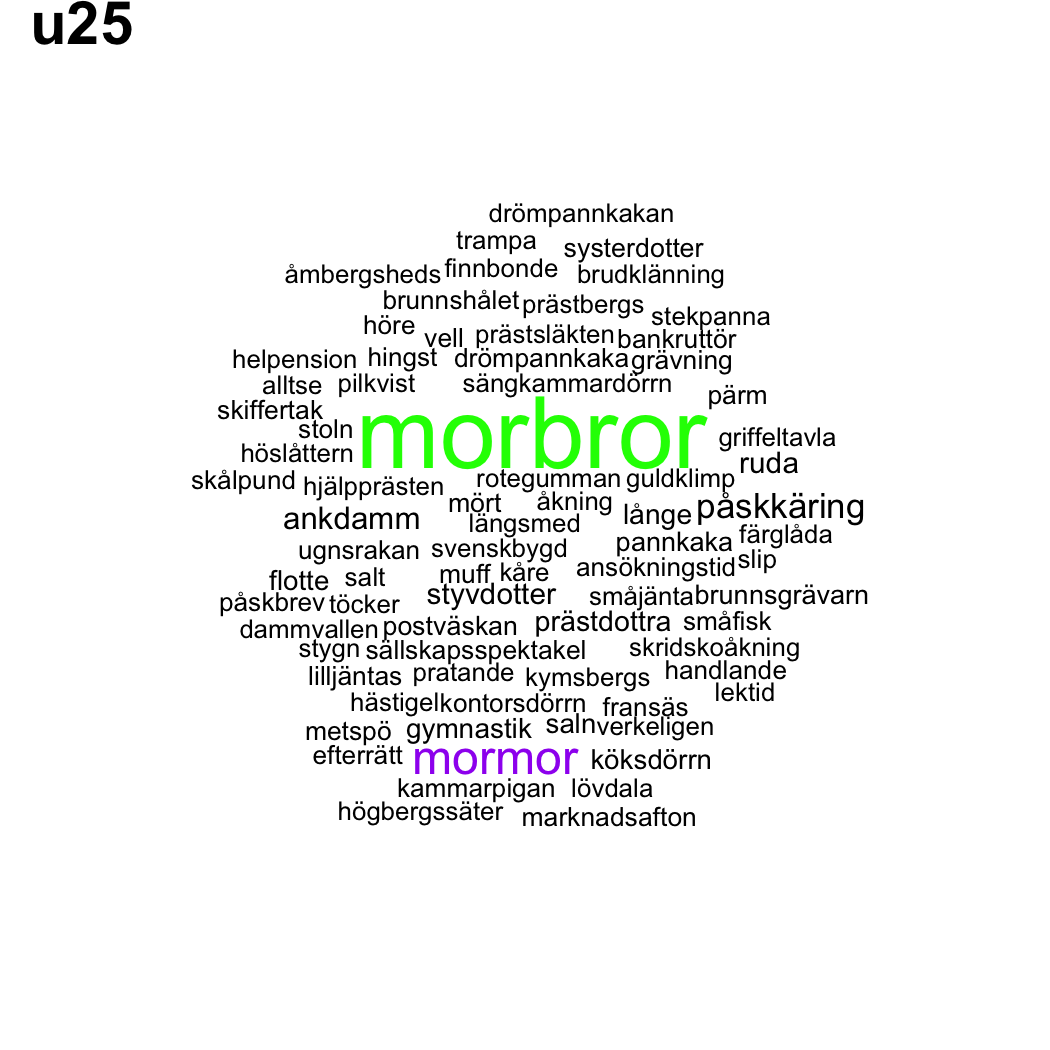 u25
drömpannkakan
trampa systerdotter
åmbergsheds finnbonde brudklänning
brunnshålet prästbergs stekpanna
höre vell prästsläkten bankruttör
helpension hingst drömpannkaka grävning
alltse pilkvist sängkammardörrn pärm
skiffertak
stoln morbror griffeltavla
höslåttern ruda
skålpund hjälpprästen rotegumman guldklimp
mört åkning påskkäring
ankdamm längsmed långe
ugnsrakan svenskbygd pannkaka färglåda
flotte salt muff kåre ansökningstid slip
påskbrev töcker styvdotter småjänta brunnsgrävarn
dammvallen postväskan prästdottra småfisk
stygn sällskapsspektakel skridskoåkning
lilljäntas pratande kymsbergs handlande
hästigel kontorsdörrn fransäs lektid
metspö gymnastik saln verkeligen
efterrätt mormor köksdörrn
kammarpigan lövdala
högbergssäter marknadsafton